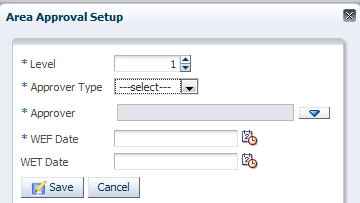 Area Approval Setup
* Level 1
* Approver Type ---select---
* Approver
* WEF Date
WET Date
Save Cancel